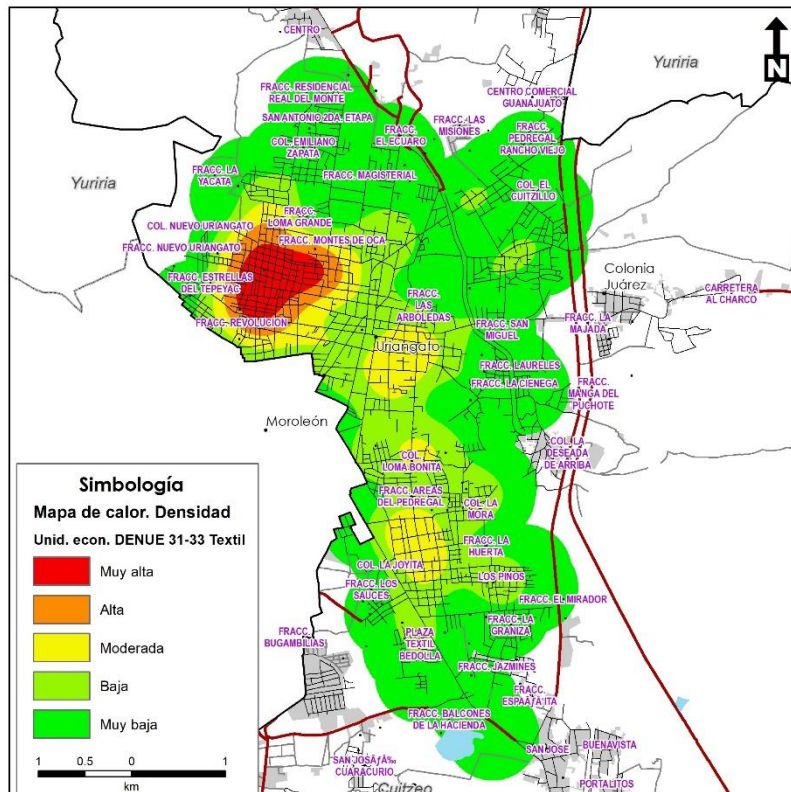 CENTRO
Yuriria
N
FRACC. RESIDENCIAL
REAL DEL MONTE
CENTRO COMERCIAL
GUANAJUATO
SAN ANTONIO 2DA. ETAPA
FRACC. LAS
MISIONES
FRACC.
EL ECUARO
FRACC.
PEDREGAL
RANCHO VIEJO
COL. EMILIANO
ZAPATA
FRACC. LA
YACATA
FRACC. MAGISTERIAL
Yuriria
COL. EL
CUITZILLO
COL. NUEVO URIANGATO
FRACC.
LOMA GRANDE
FRACC. NUEVO URIANGATO
FRACC. MONTES DE OCA
FRACC. ESTRELLAS
DEL TEPEYAC
Colonia
Juárez
CARRETERA
AL CHARCO
FRACC.
LAS
ARBOLEDAS
FRACC. REVOLUCION
FRACC. SAN
MIGUEL
FRACC. LA
MAJADA
Uriangato
FRACC. LAURELES
FRACC. LA CIENEGA
FRACC.
MANGA DEL
PUCHOTE
Moroleón
COL. LA
DESEADA
DE ARRIBA
COL.
LOMA BONITA
FRACC. AREAS
DEL PEDREGAL
COL. LA
MORA
FRACC. LA
HUERTA
COL. LA JOYITA
LOS PINOS
FRACC. LOS
SAUCES
FRACC. EL MIRADOR
FRACC. LA
GRANIZA
FRACC.
BUGAMBILIAS
PLAZA
TEXTIL
BEDOLLA
FRACC. JAZMINES
FRACC.
ESPAÃƒÂ‘ITA
FRACC. BALCONES
DE LA HACIENDA
SAN JOSE
BUENAVISTA
SAN JOSÃƒÂ‰
CUARACURIO
Cuitzeo
PORTALITOS
Simbología
Mapa de calor. Densidad
Unid. econ. DENUE 31-33 Textil
Muy alta
Alta
Moderada
Baja
Muy baja
1 0.5 0 1
km